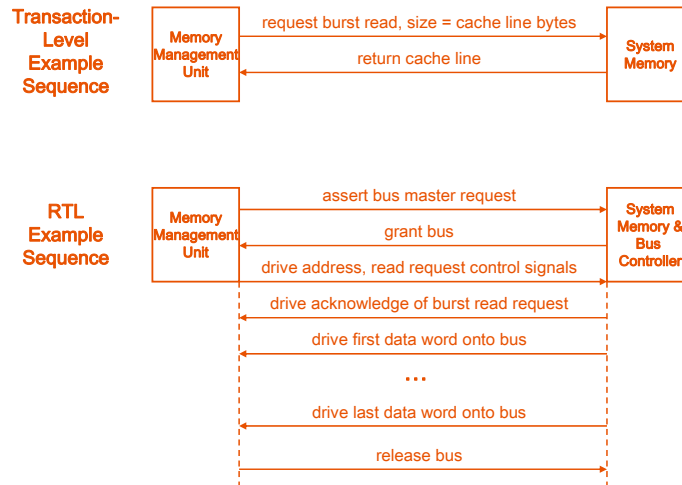 Transaction-
Level
Example
Sequence
Memory
Management
Unit
request burst read, size = cache line bytes
return cache line
System
Memory
RTL
Example
Sequence
Memory
Management
Unit
assert bus master request
grant bus
drive address, read request control signals
System
Memory &
Bus
Controller
drive acknowledge of burst read request
drive first data word onto bus
...
drive last data word onto bus
release bus